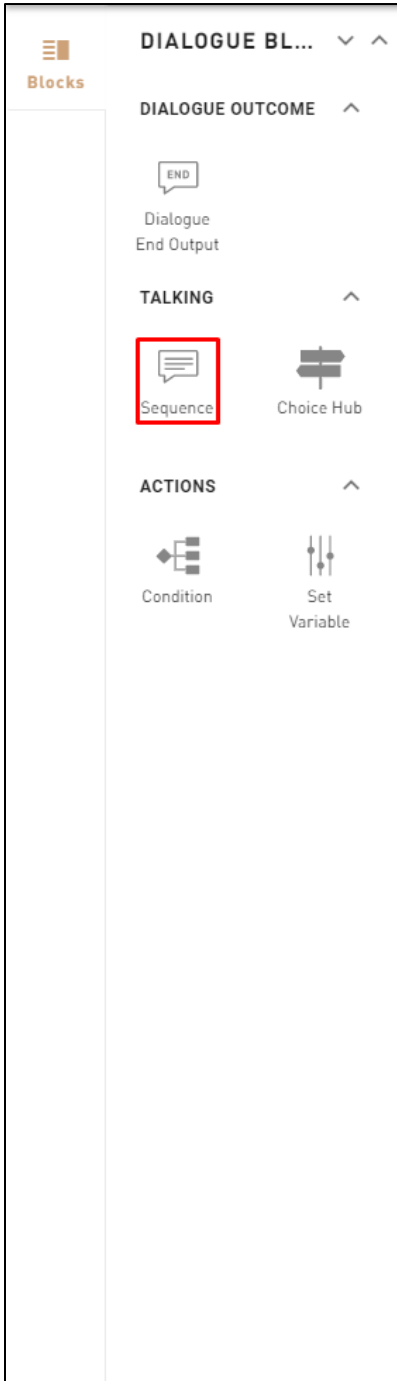 Blocks
DIALOGUE BL...
DIALOGUE OUTCOME
END
Dialogue
End Output
TALKING
Sequence
Choice Hub
ACTIONS
Condition
Set
Variable